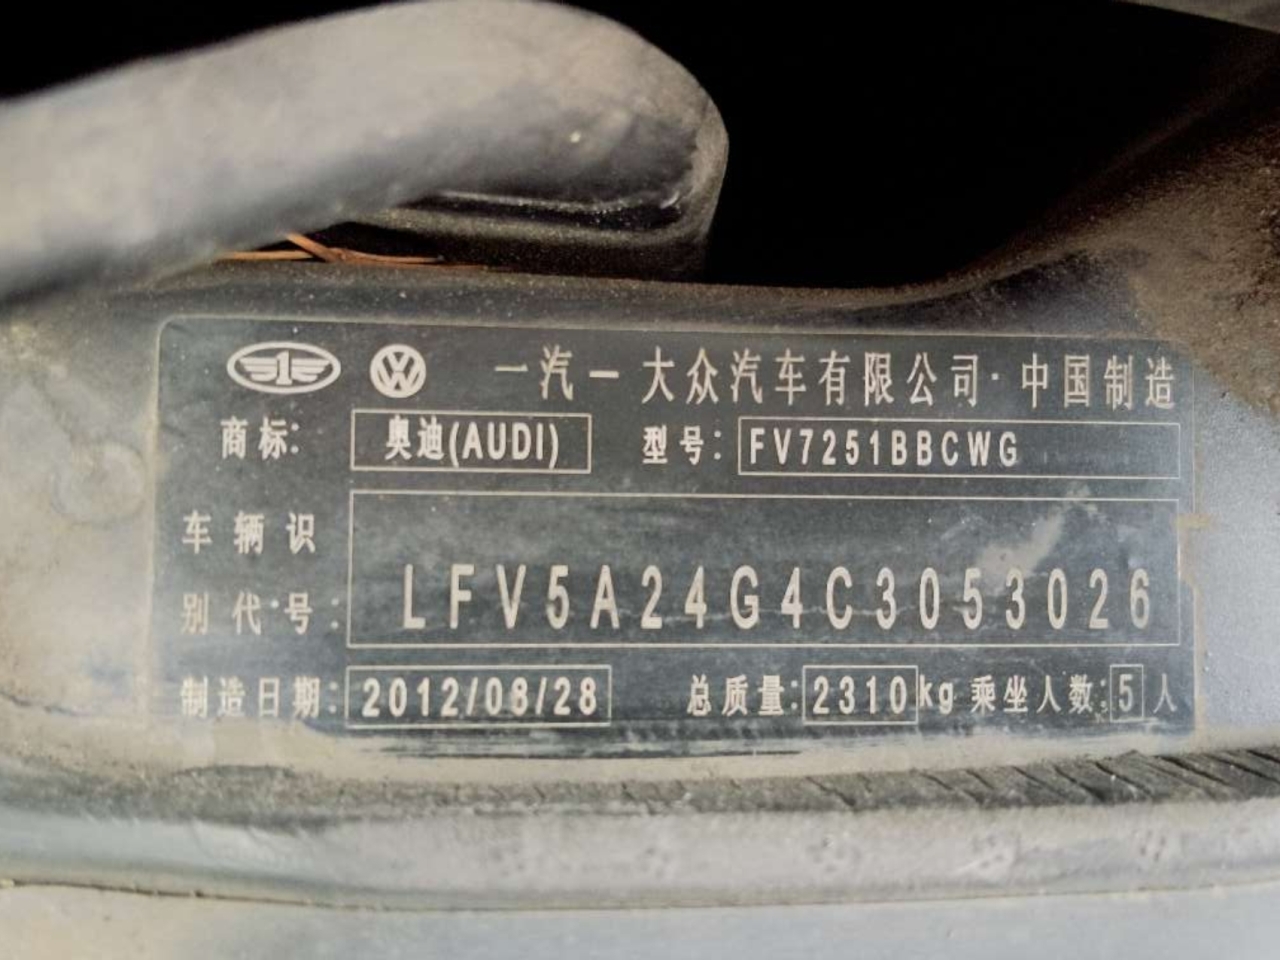 一汽一大众汽车有限公司·中国制造
商标: 奥迪(AUDI) 型号: FV7251BBCWG
车辆识
别代号: LFV5A24G4C3053026
制造日期: 2012/08/28 总质量: 2310kg 乘坐人数: 5人